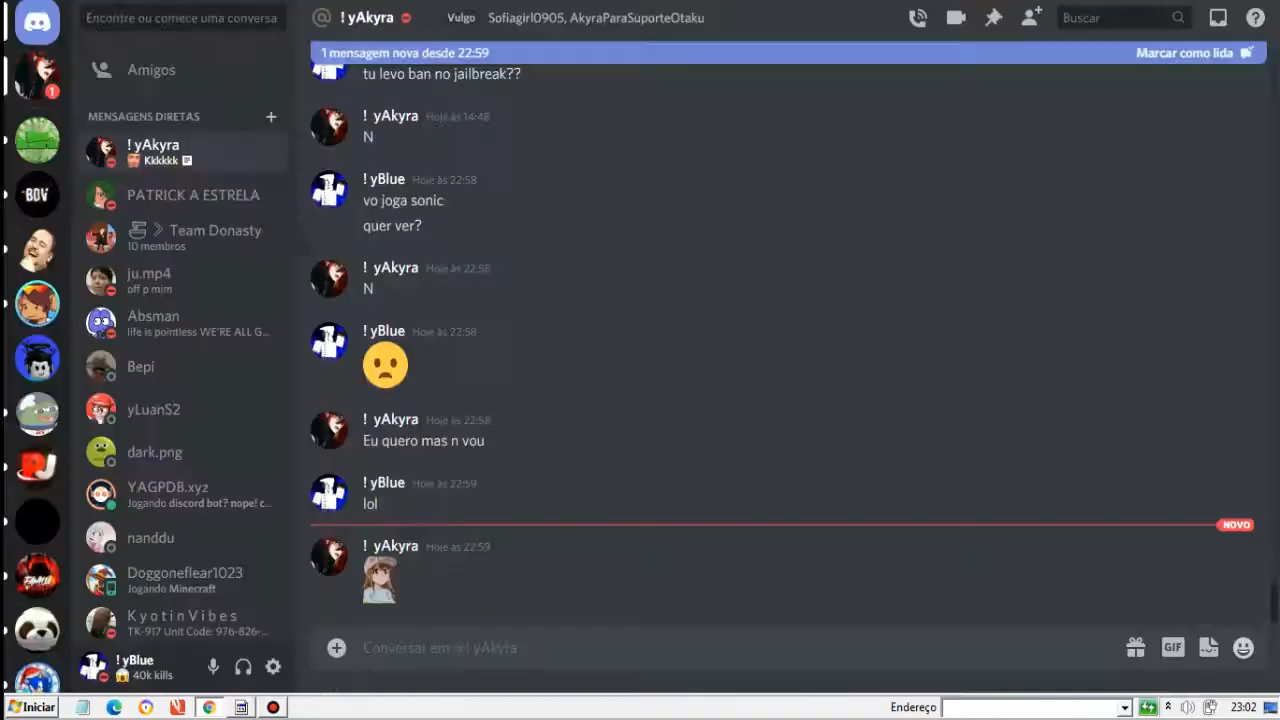 Encontre ou comece uma conversa
! yAkyra
Vulgo Sofiagirl0905, AkyraParaSuporteOtaku
Buscar
1
1 mensagem nova desde 22:59
Marcar como lida
Amigos
MENSAGENS DIRETAS
! yAkyra
Kkkkkk
PATRICK A ESTRELA
Team Donasty
10 membros
ju.mp4
off p mim
Absman
life is pointless WE'RE ALL G...
Bepi
yLuanS2
dark.png
YAGPDB.xyz
Jogando discord bot? nope! c...
nanddu
Doggoneflear1023
Jogando Minecraft
KyotinVibes
TK-917 Unit Code: 976-826-...
! yBlue
40k kills
BDV
tu levo ban no jailbreak??
! yAkyra Hoje às 14:48
N
! yBlue Hoje às 22:58
vo joga sonic
quer ver?
! yAkyra Hoje às 22:58
N
! yBlue Hoje às 22:58
! yAkyra Hoje às 22:58
Eu quero mas n vou
! yBlue Hoje às 22:59
lol
NOVO
! yAkyra Hoje às 22:59
Conversar em @! yAkyra
GIF
Iniciar
Endereço
23:02